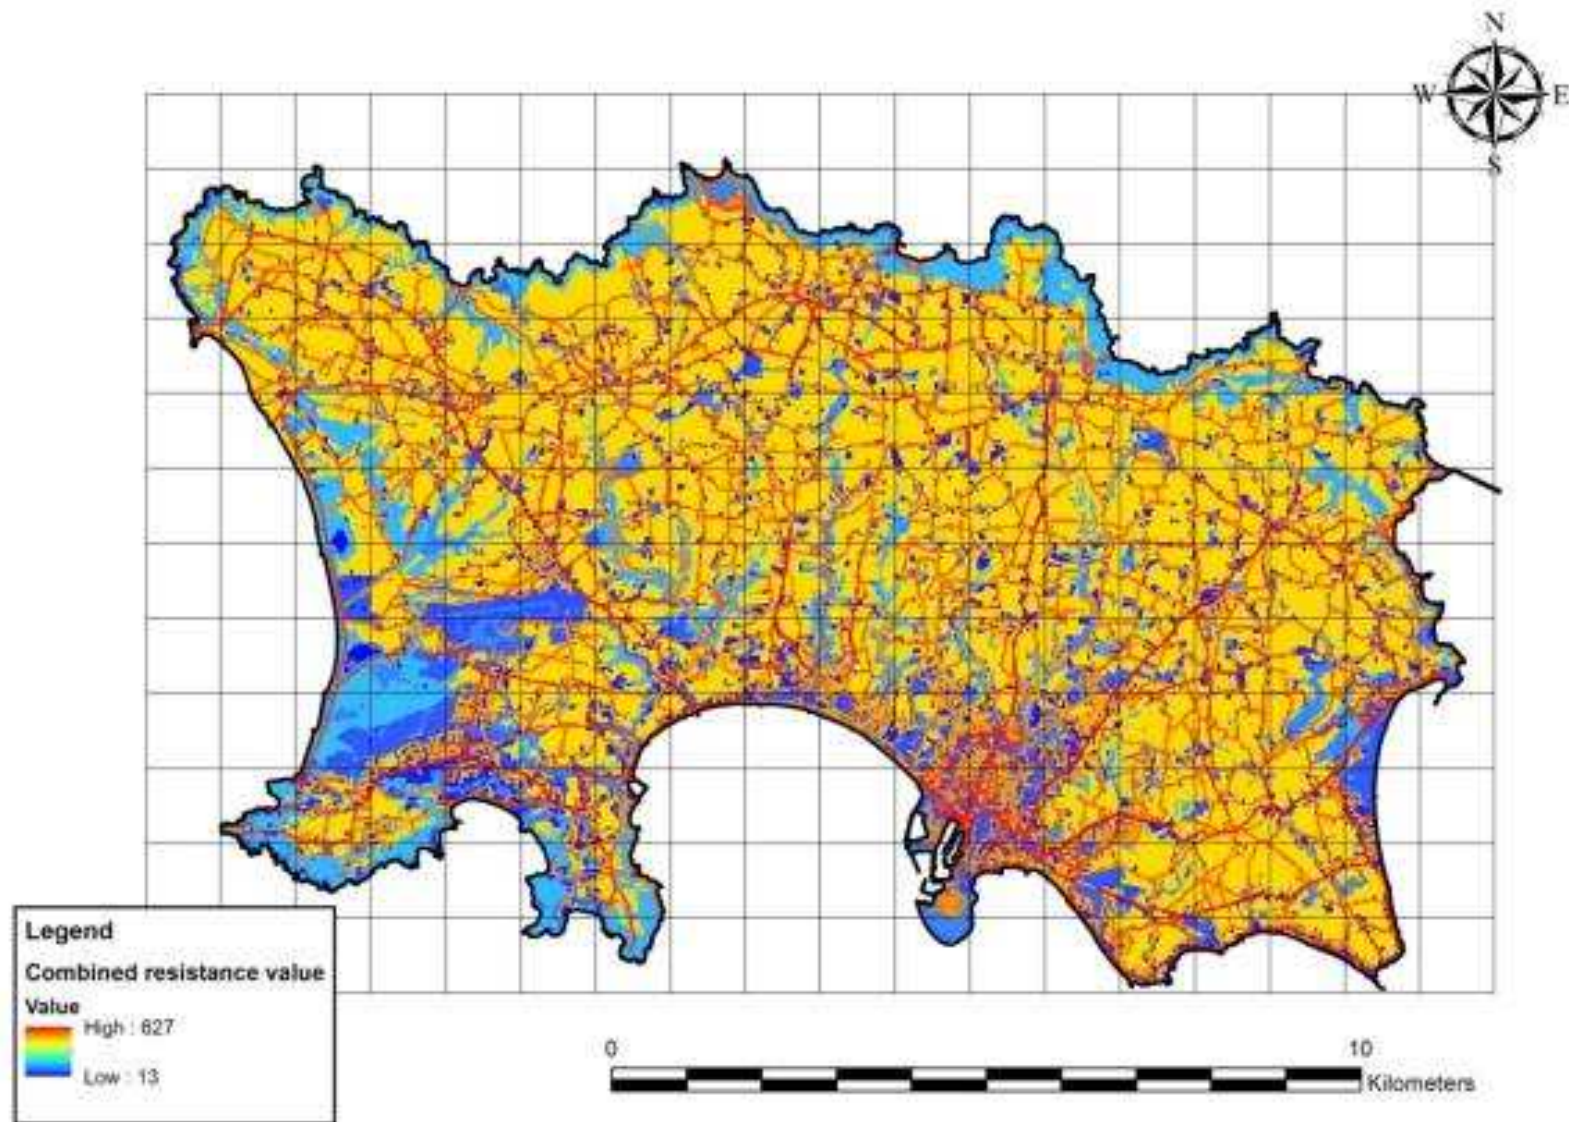 N
W E
S
Legend
Combined resistance value
Value
High : 627
Low : 13
0 10
Kilometers